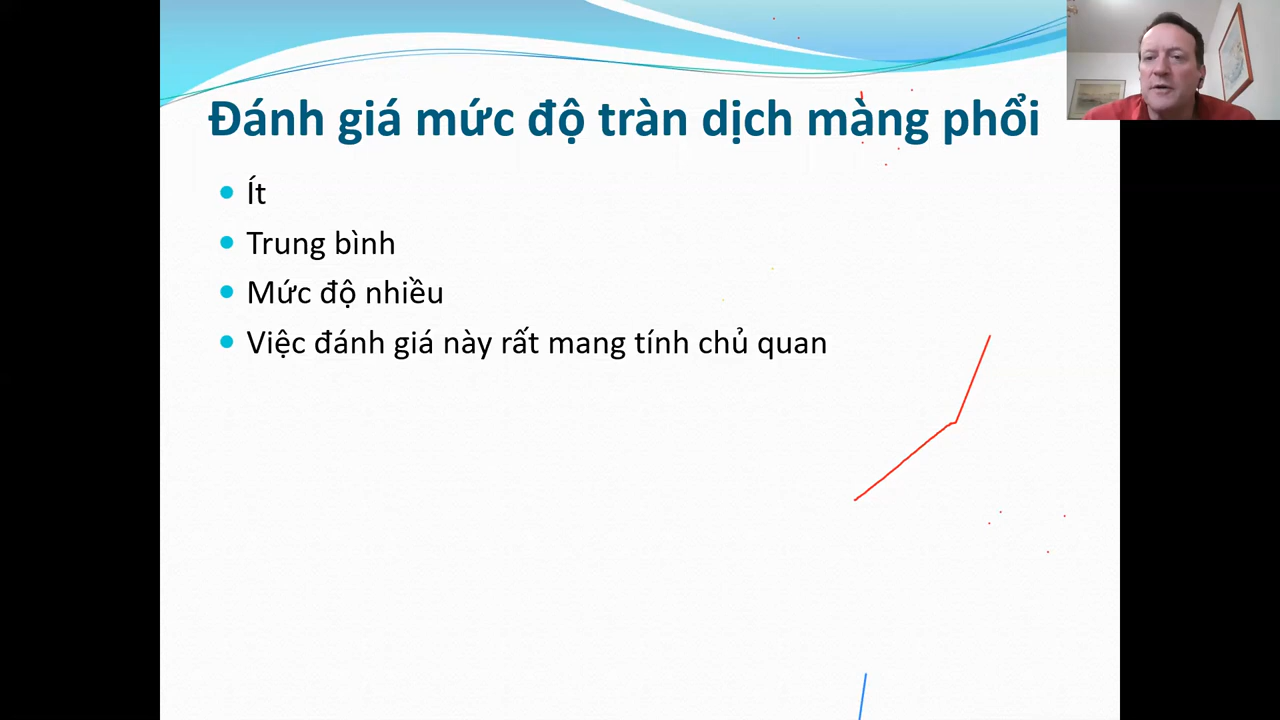 Đánh giá mức độ tràn dịch màng phổi
Ít
Trung bình
Mức độ nhiều
Việc đánh giá này rất mang tính chủ quan